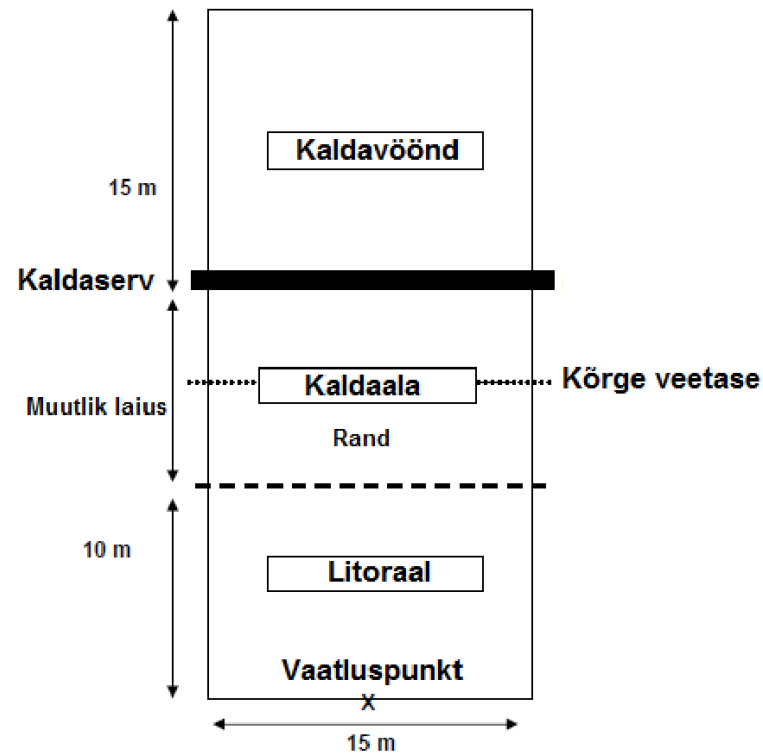 Kaldavöönd
15 m
Kaldaserv
Kaldaala
Kõrge veetase
Muutlik laius
Rand
10 m
Litoraal
Vaatluspunkt
X
15 m